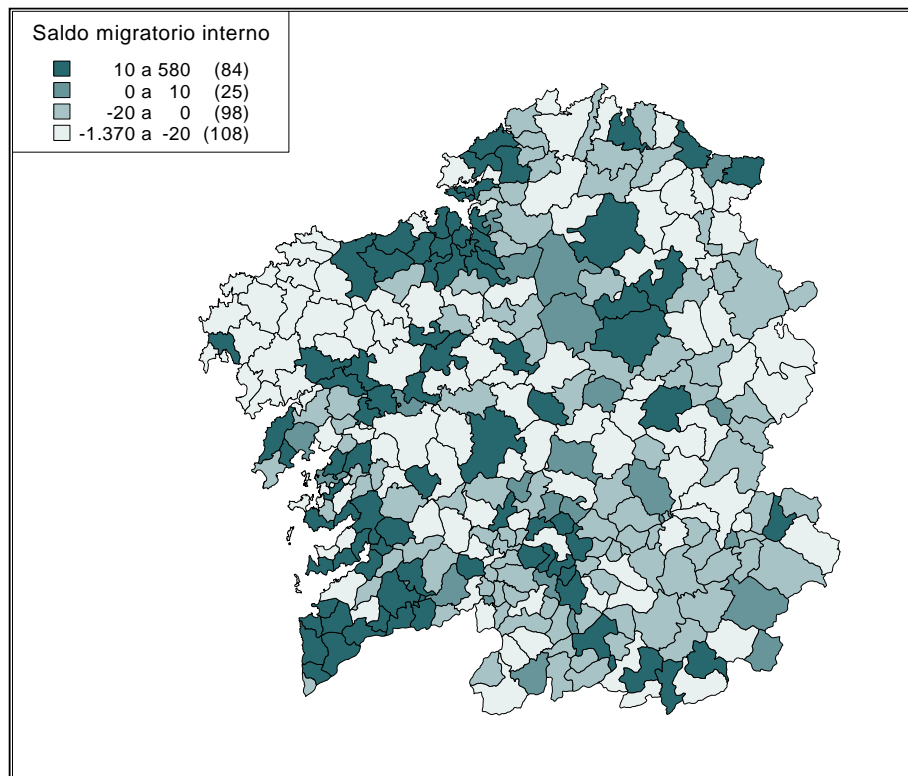 Saldo migratorio interno
10 a 580 (84)
0 a 10 (25)
-20 a 0 (98)
-1.370 a -20 (108)